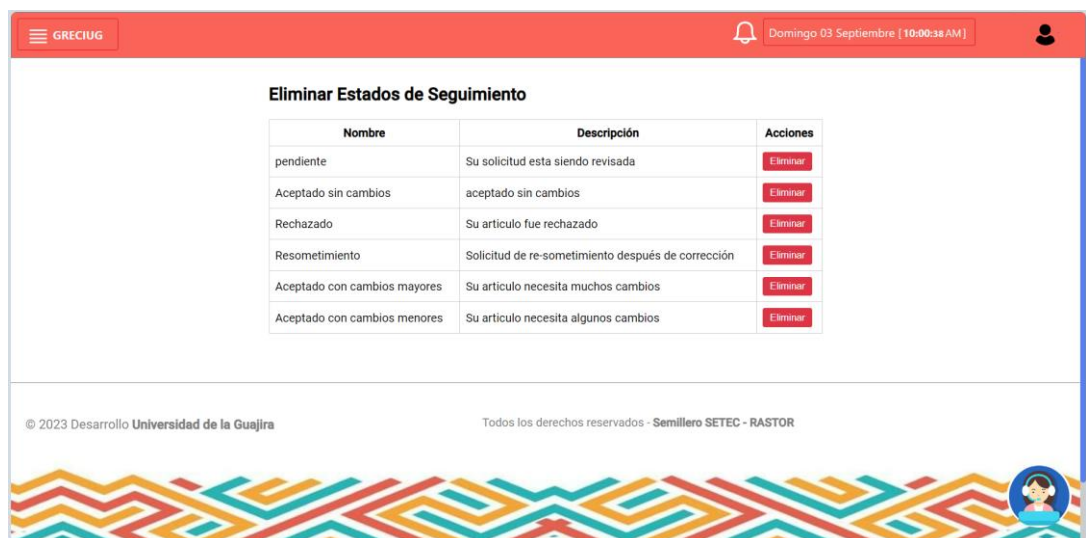 GRECIUG
Domingo 03 Septiembre [ 10:00:38 AM ]
Eliminar Estados de Seguimiento
Nombre Descripción Acciones
pendiente Su solicitud esta siendo revisada Eliminar
Aceptado sin cambios aceptado sin cambios Eliminar
Rechazado Su articulo fue rechazado Eliminar
Resometimiento Solicitud de re-sometimiento después de corrección Eliminar
Aceptado con cambios mayores Su articulo necesita muchos cambios Eliminar
Aceptado con cambios menores Su articulo necesita algunos cambios Eliminar
© 2023 Desarrollo Universidad de la Guajira Todos los derechos reservados - Semillero SETEC - RASTOR